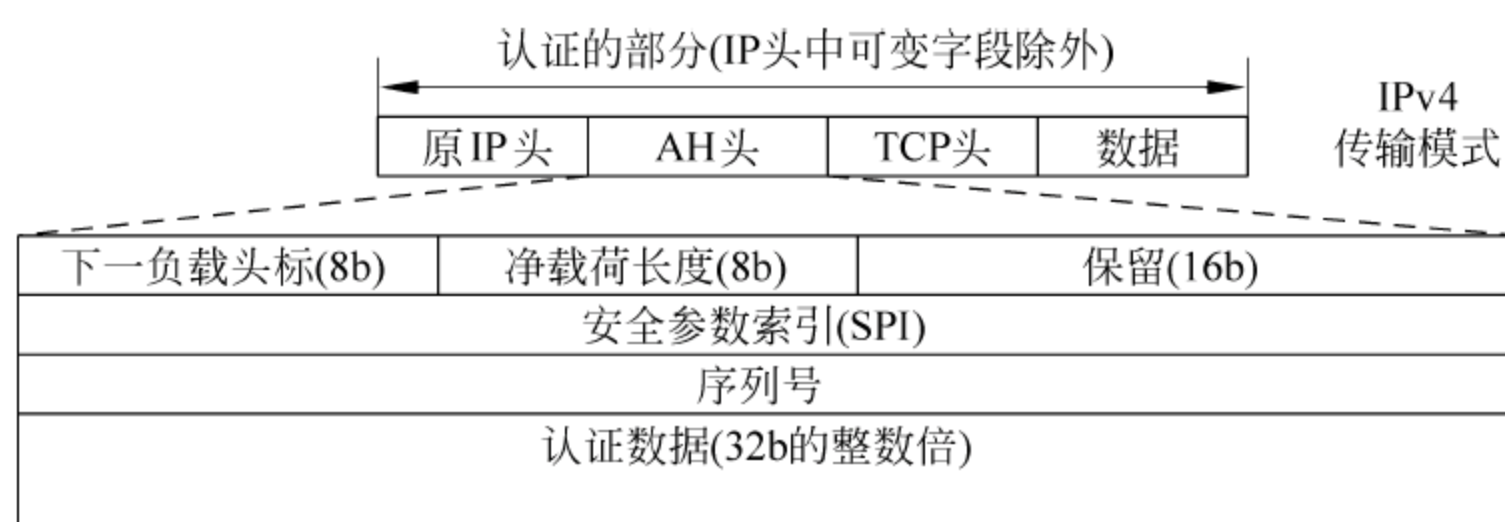 认证的部分(IP头中可变字段除外)
IPv4
传输模式
原IP头 AH头 TCP头 数据
下一负载头标(8b) 净载荷长度(8b) 保留(16b)
安全参数索引(SPI)
序列号
认证数据(32b的整数倍)